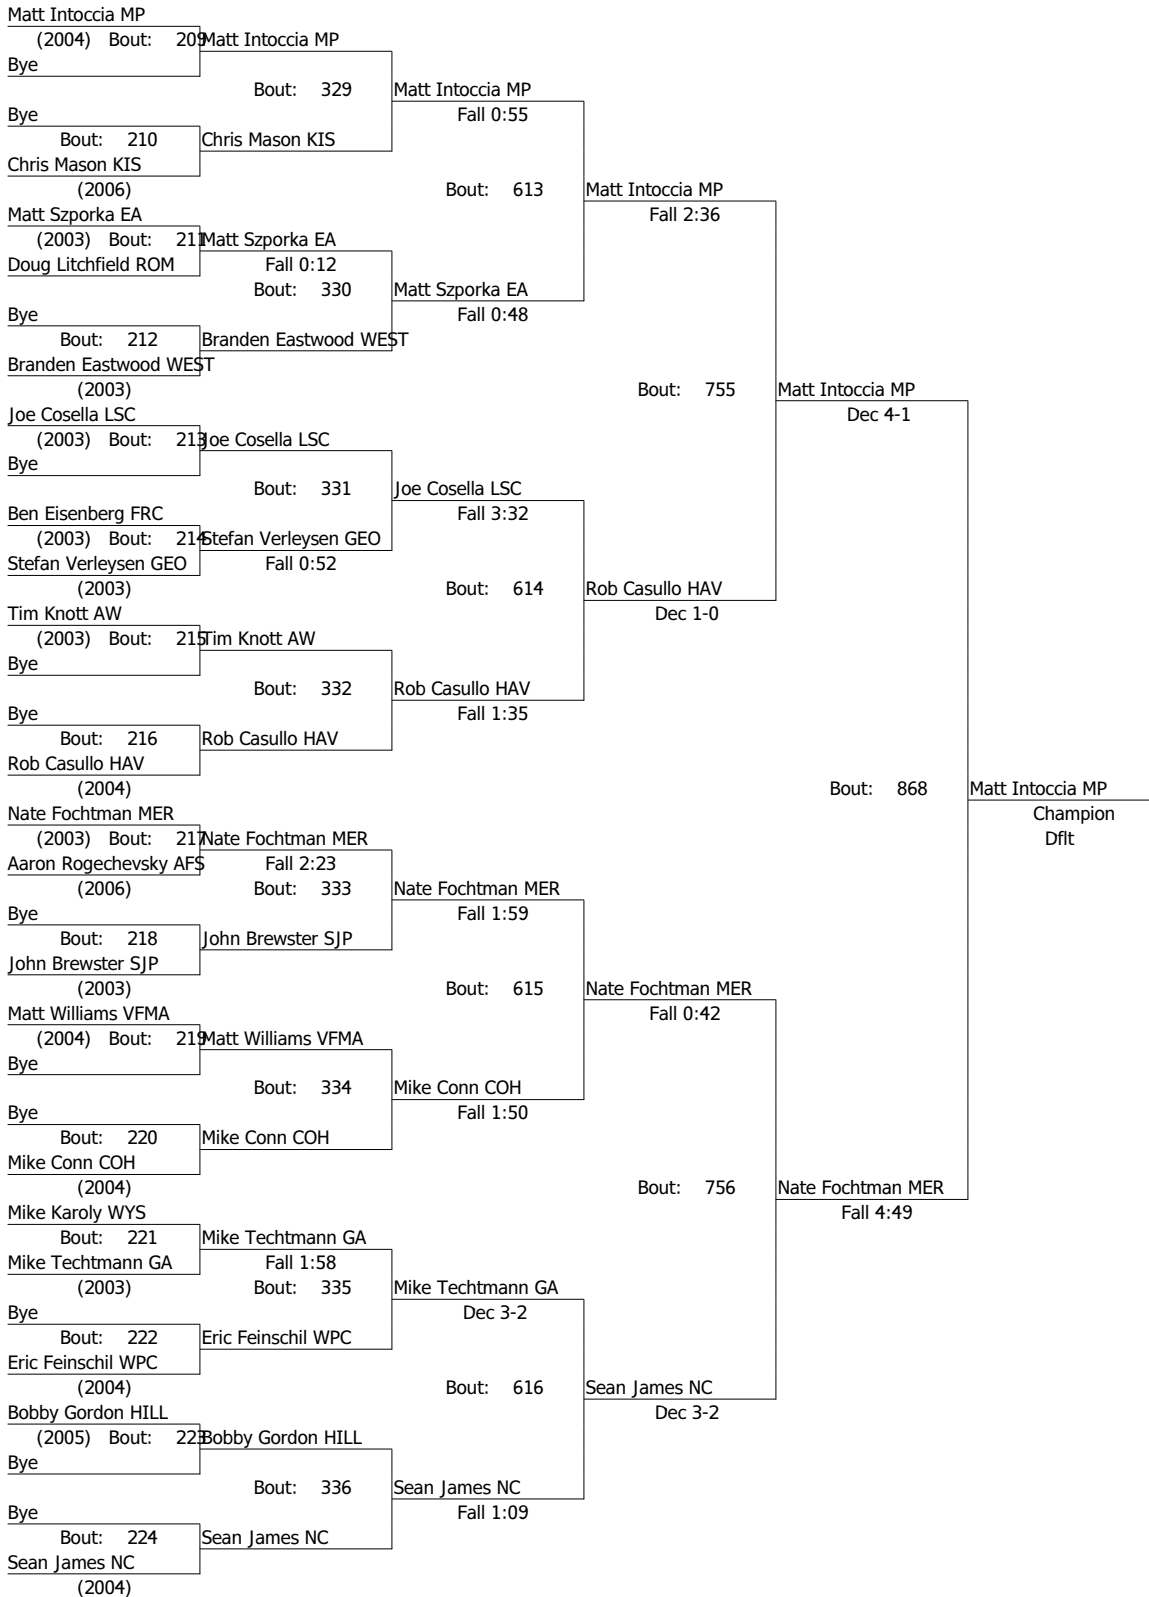 Matt Intoccia MP
(2004) Bout: 209
Matt Intoccia MP
Bye
Bout: 329
Matt Intoccia MP
Fall 0:55
Bye
Bout: 210
Chris Mason KIS
Chris Mason KIS
(2006)
Bout: 613
Matt Intoccia MP
Fall 2:36
Matt Szporka EA
(2003) Bout: 211
Matt Szporka EA
Doug Litchfield ROM
Fall 0:12
Bout: 330
Matt Szporka EA
Fall 0:48
Bye
Bout: 212
Branden Eastwood WEST
Branden Eastwood WEST
(2003)
Bout: 755
Matt Intoccia MP
Dec 4-1
Joe Cosella LSC
(2003) Bout: 213
Joe Cosella LSC
Bye
Bout: 331
Joe Cosella LSC
Fall 3:32
Ben Eisenberg FRC
(2003) Bout: 214
Stefan Verleysen GEO
Stefan Verleysen GEO
Fall 0:52
(2003)
Bout: 614
Rob Casullo HAV
Dec 1-0
Tim Knott AW
(2003) Bout: 215
Tim Knott AW
Bye
Bout: 332
Rob Casullo HAV
Fall 1:35
Bye
Bout: 216
Rob Casullo HAV
Rob Casullo HAV
(2004)
Bout: 868
Matt Intoccia MP
Champion
Dflt
Nate Fochtman MER
(2003) Bout: 217
Nate Fochtman MER
Aaron Rogechevsky AFS
Fall 2:23
(2006)
Bout: 333
Nate Fochtman MER
Fall 1:59
Bye
Bout: 218
John Brewster SJP
John Brewster SJP
(2003)
Bout: 615
Nate Fochtman MER
Fall 0:42
Matt Williams VFMA
(2004) Bout: 219
Matt Williams VFMA
Bye
Bout: 334
Mike Conn COH
Fall 1:50
Bye
Bout: 220
Mike Conn COH
Mike Conn COH
(2004)
Bout: 756
Nate Fochtman MER
Fall 4:49
Mike Karoly WYS
Bout: 221
Mike Techtmann GA
Mike Techtmann GA
Fall 1:58
(2003)
Bout: 335
Mike Techtmann GA
Dec 3-2
Bye
Bout: 222
Eric Feinschil WPC
Eric Feinschil WPC
(2004)
Bout: 616
Sean James NC
Dec 3-2
Bobby Gordon HILL
(2005) Bout: 223
Bobby Gordon HILL
Bye
Bout: 336
Sean James NC
Fall 1:09
Bye
Bout: 224
Sean James NC
Sean James NC
(2004)